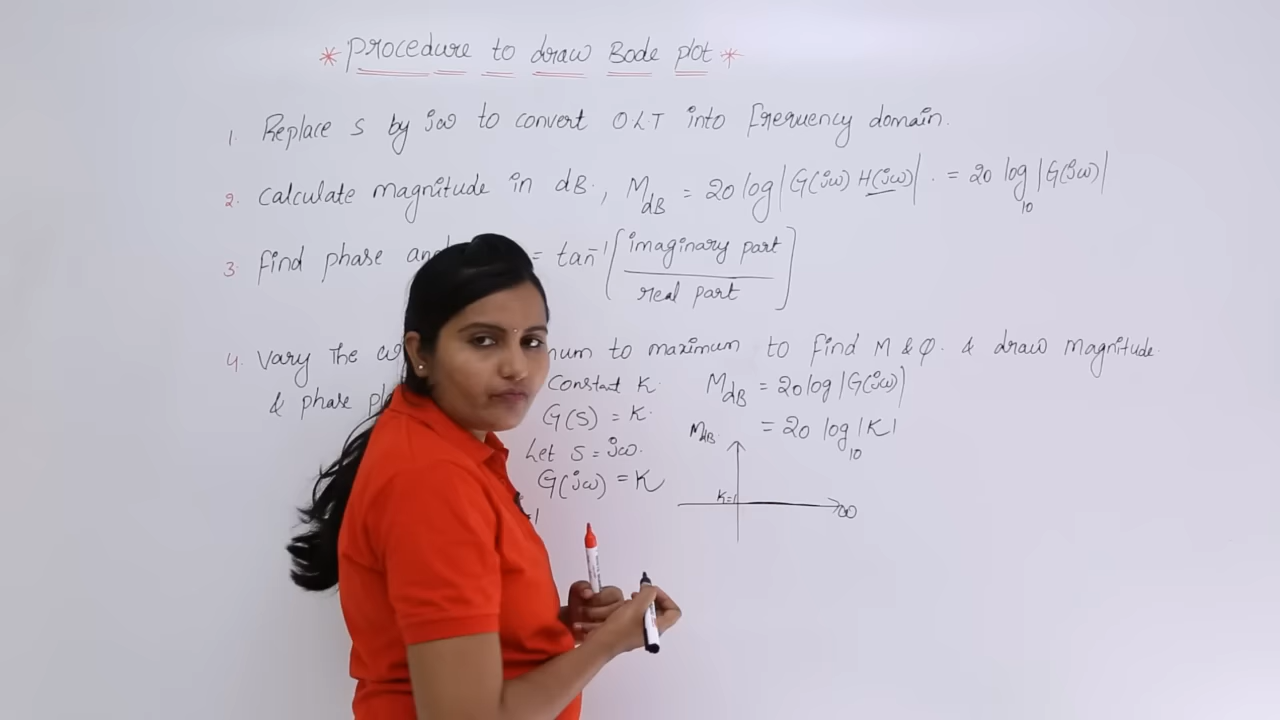 * Procedure to draw Bode plot *
1. Replace s by jω to convert O.L.T into frequency domain.
2. Calculate magnitude in dB., M_dB = 20 log |G(jω) H(jω)|. = 20 log_10 |G(jω)|
3. Find phase = tan⁻¹ [imaginary part / real part]
4. Vary the to maximum to find M & φ. & draw magnitude
& phase
Constant K.
G(S) = K.
Let S = jω.
G(jω) = K
M_dB = 20 log |G(jω)|
= 20 log_10 |K|
M_dB.
K=1
ω
=1